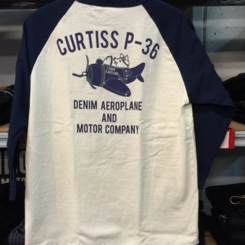 CURTISS P-36
DENIM AEROPLANE
AND
MOTOR COMPANY